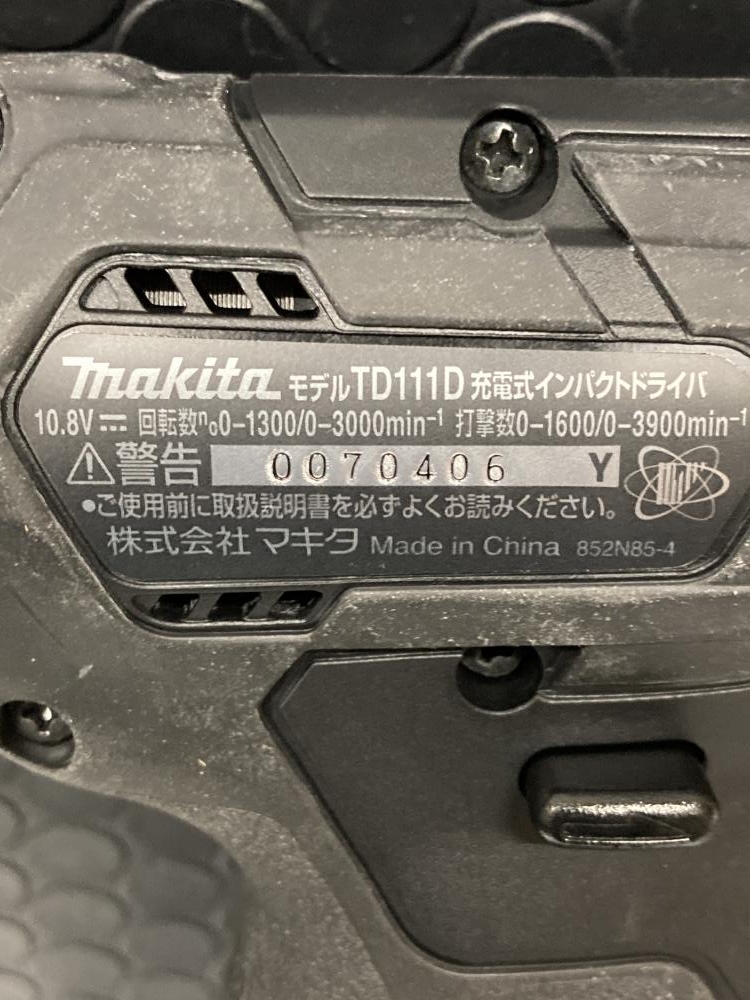 makita モデルTD111D 充電式インパクトドライバ
10.8V⎓ 回転数n₀0-1300/0-3000min⁻¹ 打撃数0-1600/0-3900min⁻¹
⚠警告 0070406 Y
●ご使用前に取扱説明書を必ずよくお読みください。
株式会社 マキタ Made in China 852N85-4